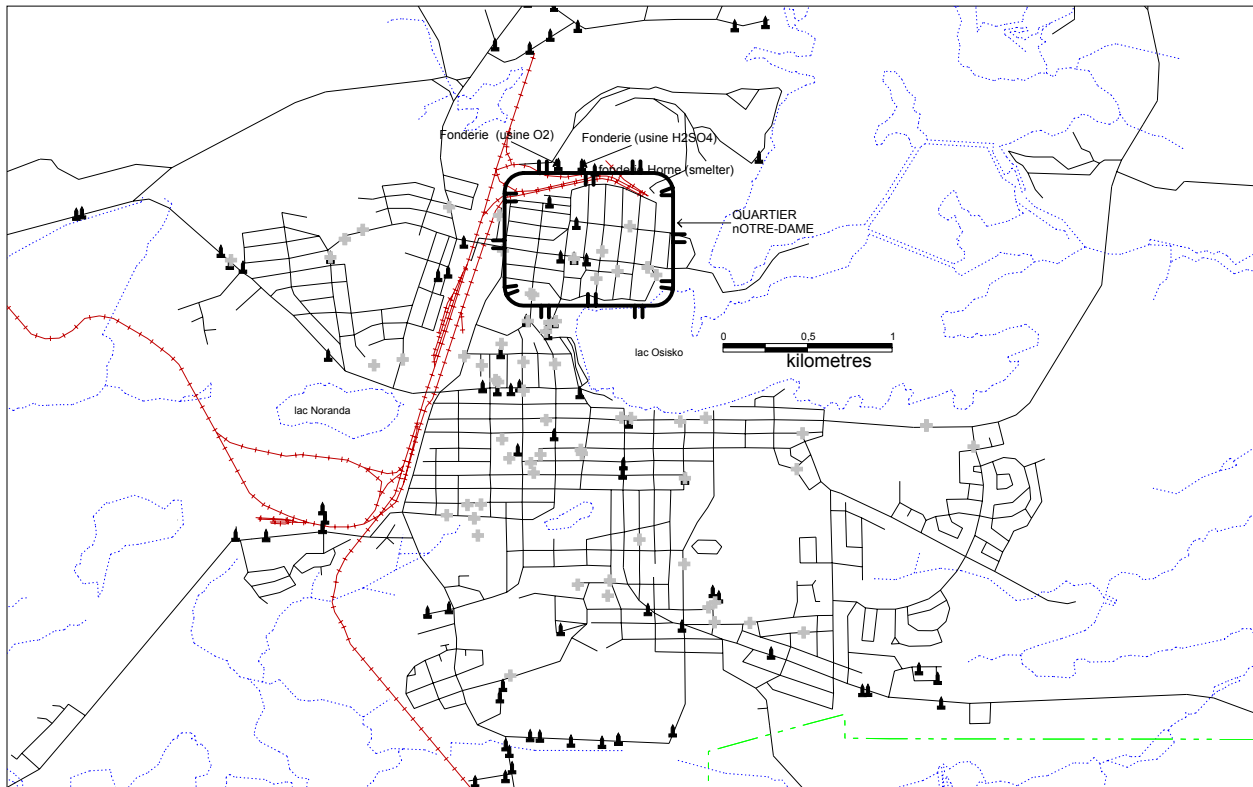 Fonderie (usine O2)
Fonderie (usine H2SO4)
fonderie Horne (smelter)
QUARTIER
nOTRE-DAME
0 0,5 1
kilometres
lac Osisko
lac Noranda